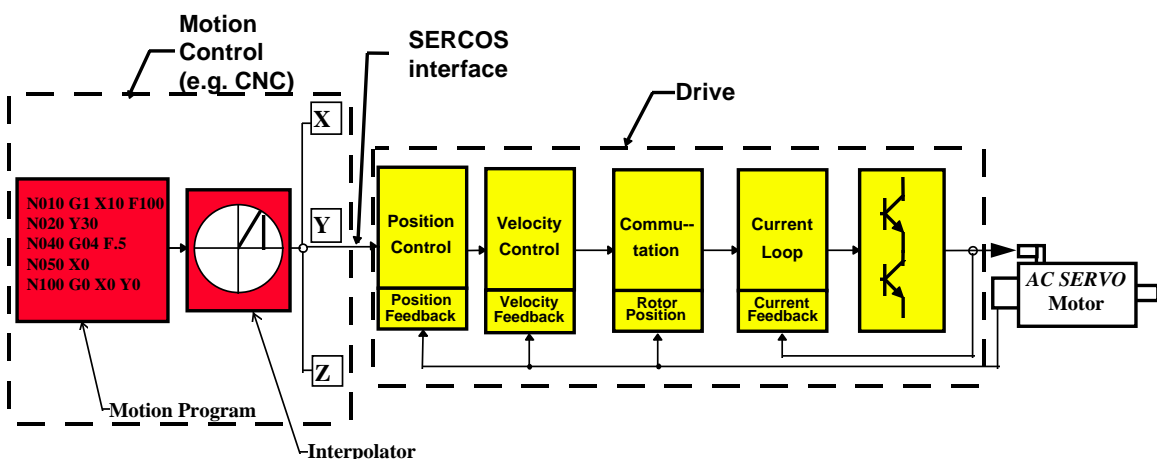 Motion
Control
(e.g. CNC)
SERCOS
interface
Drive
X
Y
Z
N010 G1 X10 F100
N020 Y30
N040 G04 F.5
N050 X0
N100 G0 X0 Y0
Position
Control
Position
Feedback
Velocity
Control
Velocity
Feedback
Commu--
tation
Rotor
Position
Current
Loop
Current
Feedback
AC SERVO
Motor
Motion Program
Interpolator